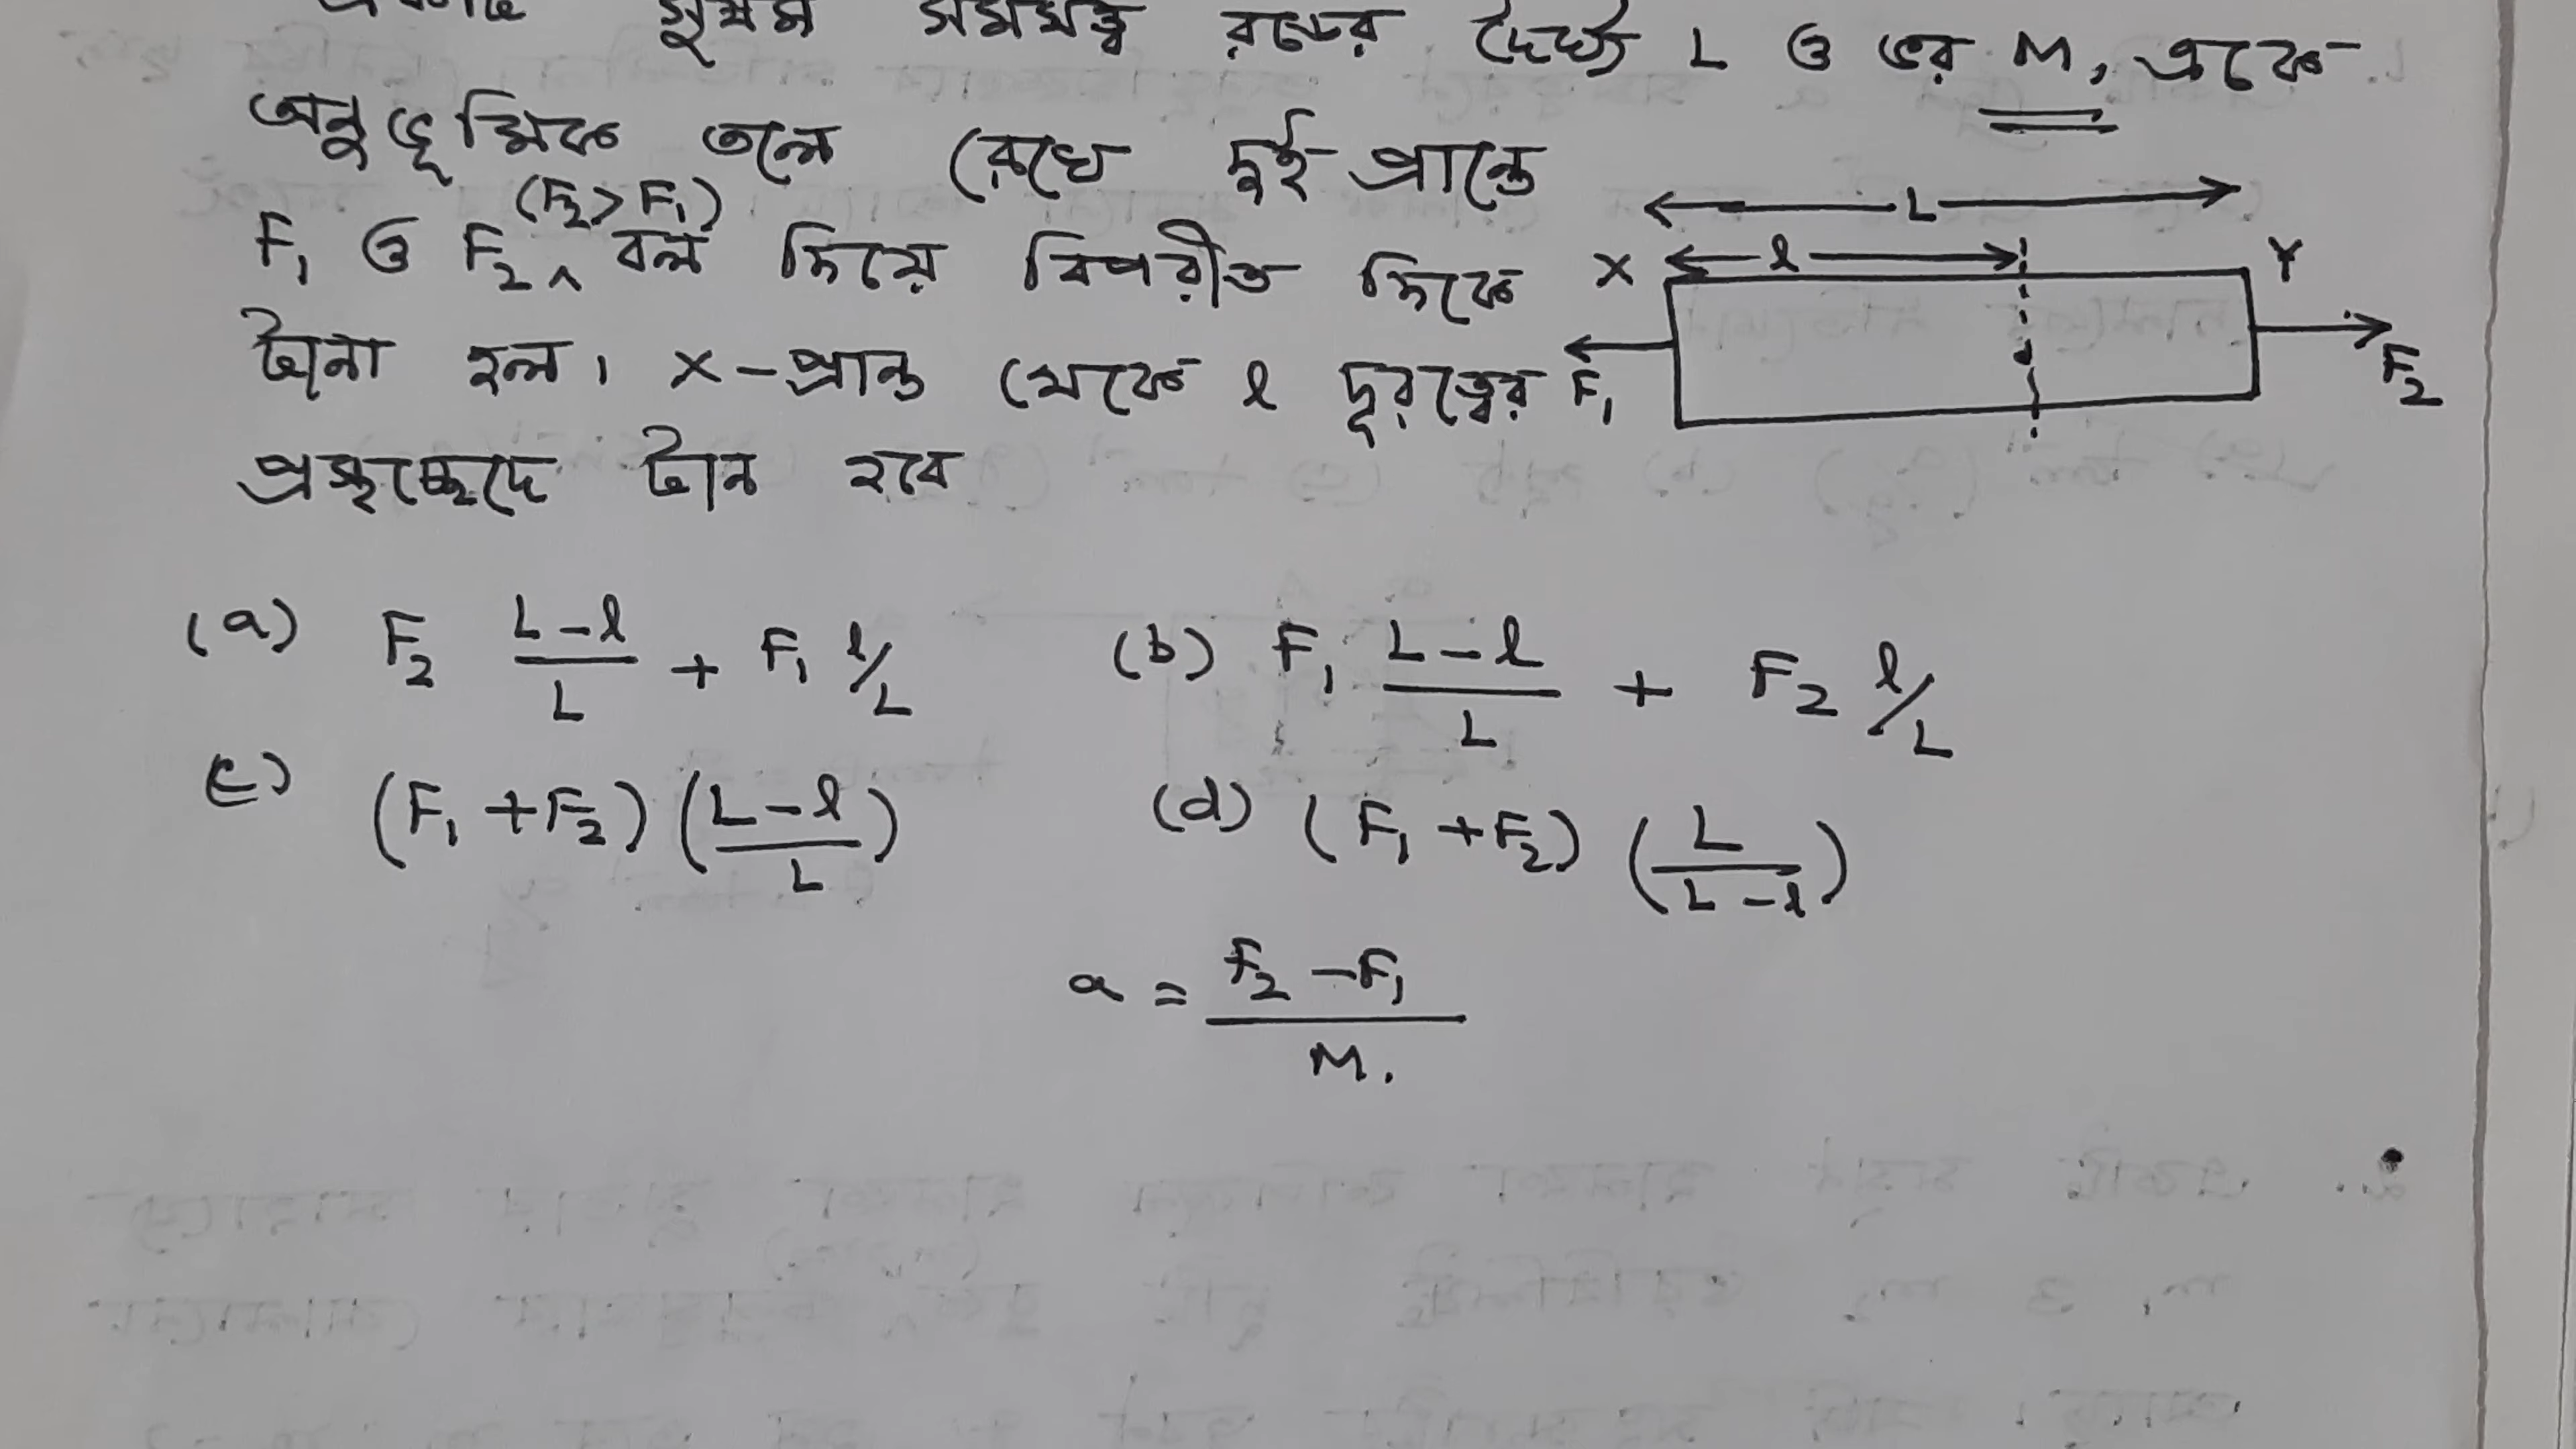 সুষম সমসত্ত্ব রডের দৈর্ঘ্য L ও ভর M, একে
অনুভূমিক তলে রেখে দুই প্রান্তে
(F₂>F₁)
F₁ ও F₂ ∧ বল দিয়ে বিপরীত দিকে
টানা হল। X-প্রান্ত থেকে l দূরত্বের
প্রস্থচ্ছেদে টান হবে
L
l
X
Y
F₁
F₂
(a) F₂ (L-l)/L + F₁ l/L
(b) F₁ (L-l)/L + F₂ l/L
(c) (F₁+F₂) ((L-l)/L)
(d) (F₁+F₂) (L/(L-l))
a = (F₂-F₁)/M.